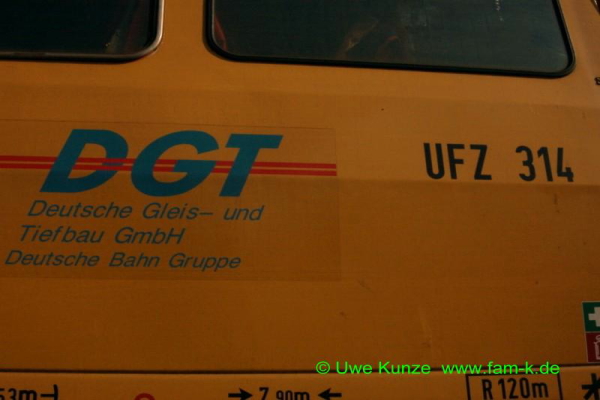 DGT
Deutsche Gleis- und
Tiefbau GmbH
Deutsche Bahn Gruppe
UFZ 314
© Uwe Kunze www.fam-k.de
53m
7,90m
R 120m